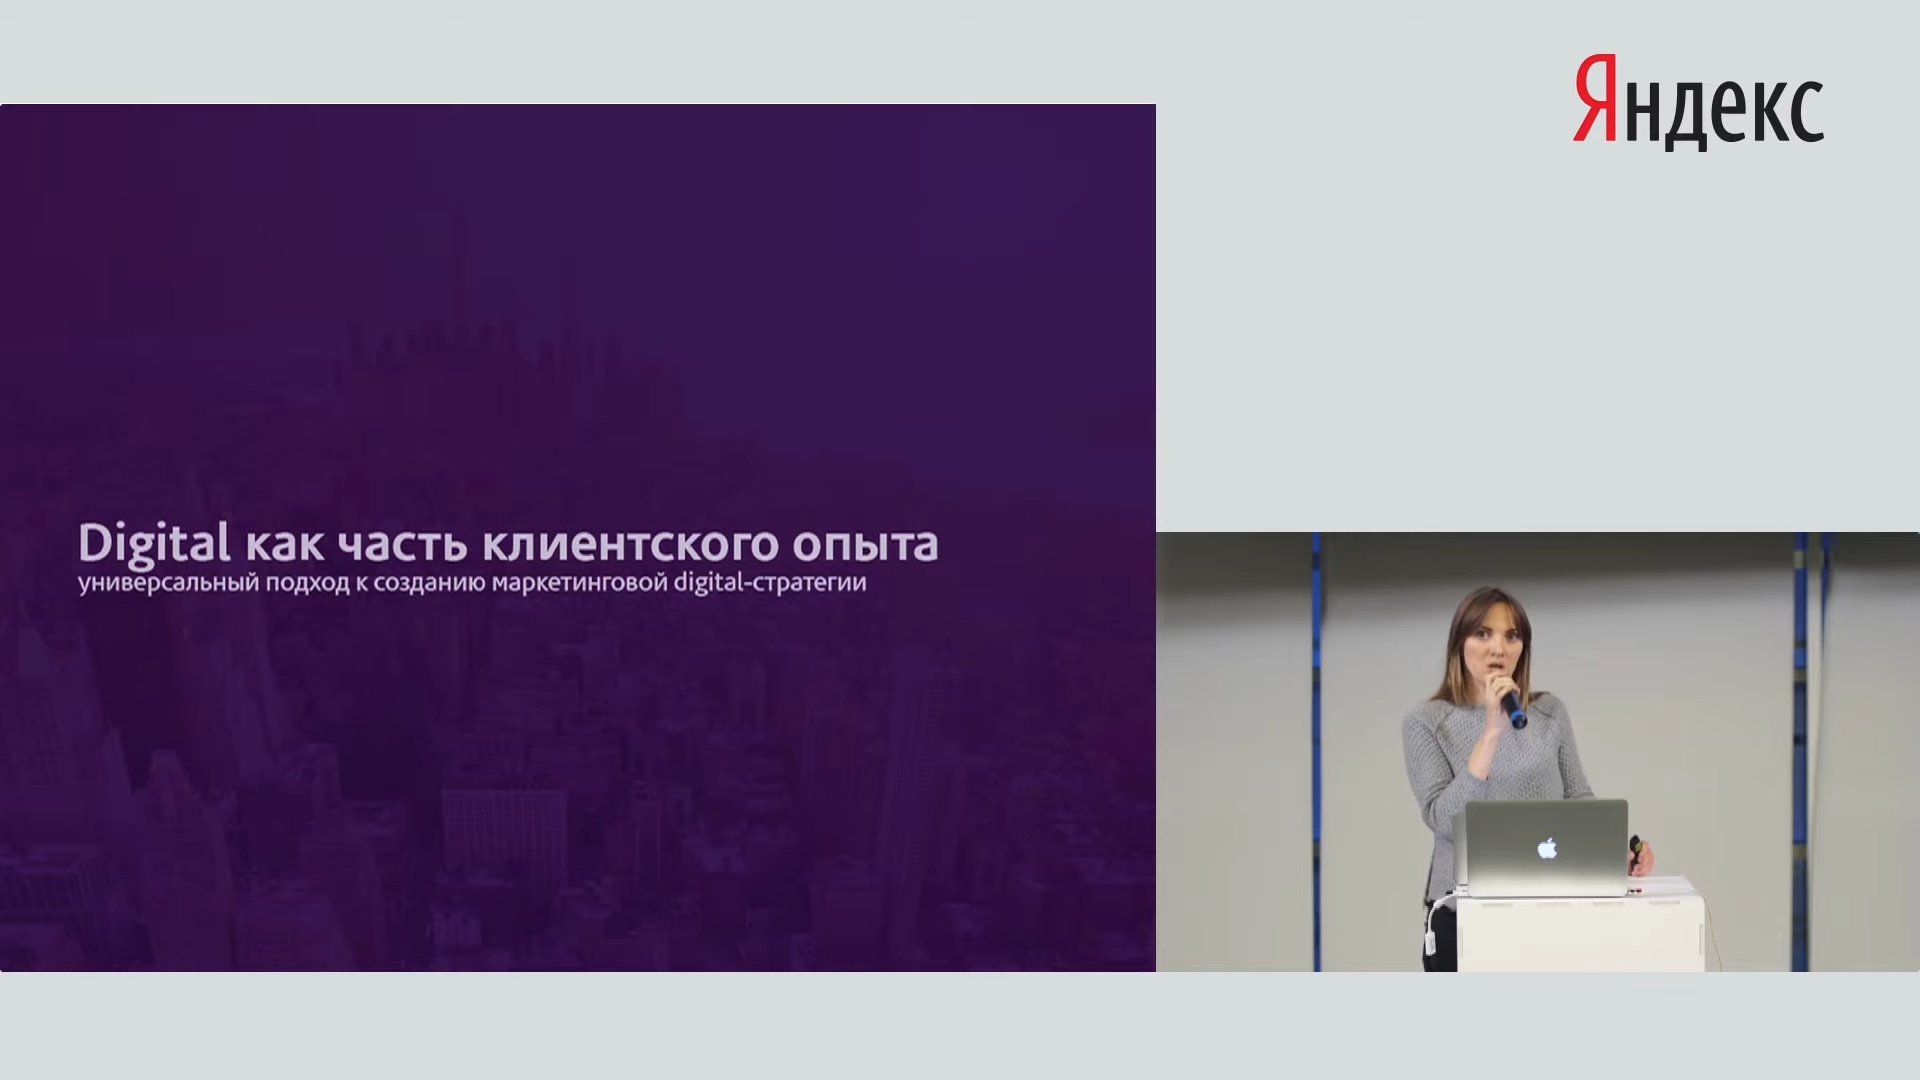 Яндекс
Digital как часть клиентского опыта
универсальный подход к созданию маркетинговой digital-стратегии